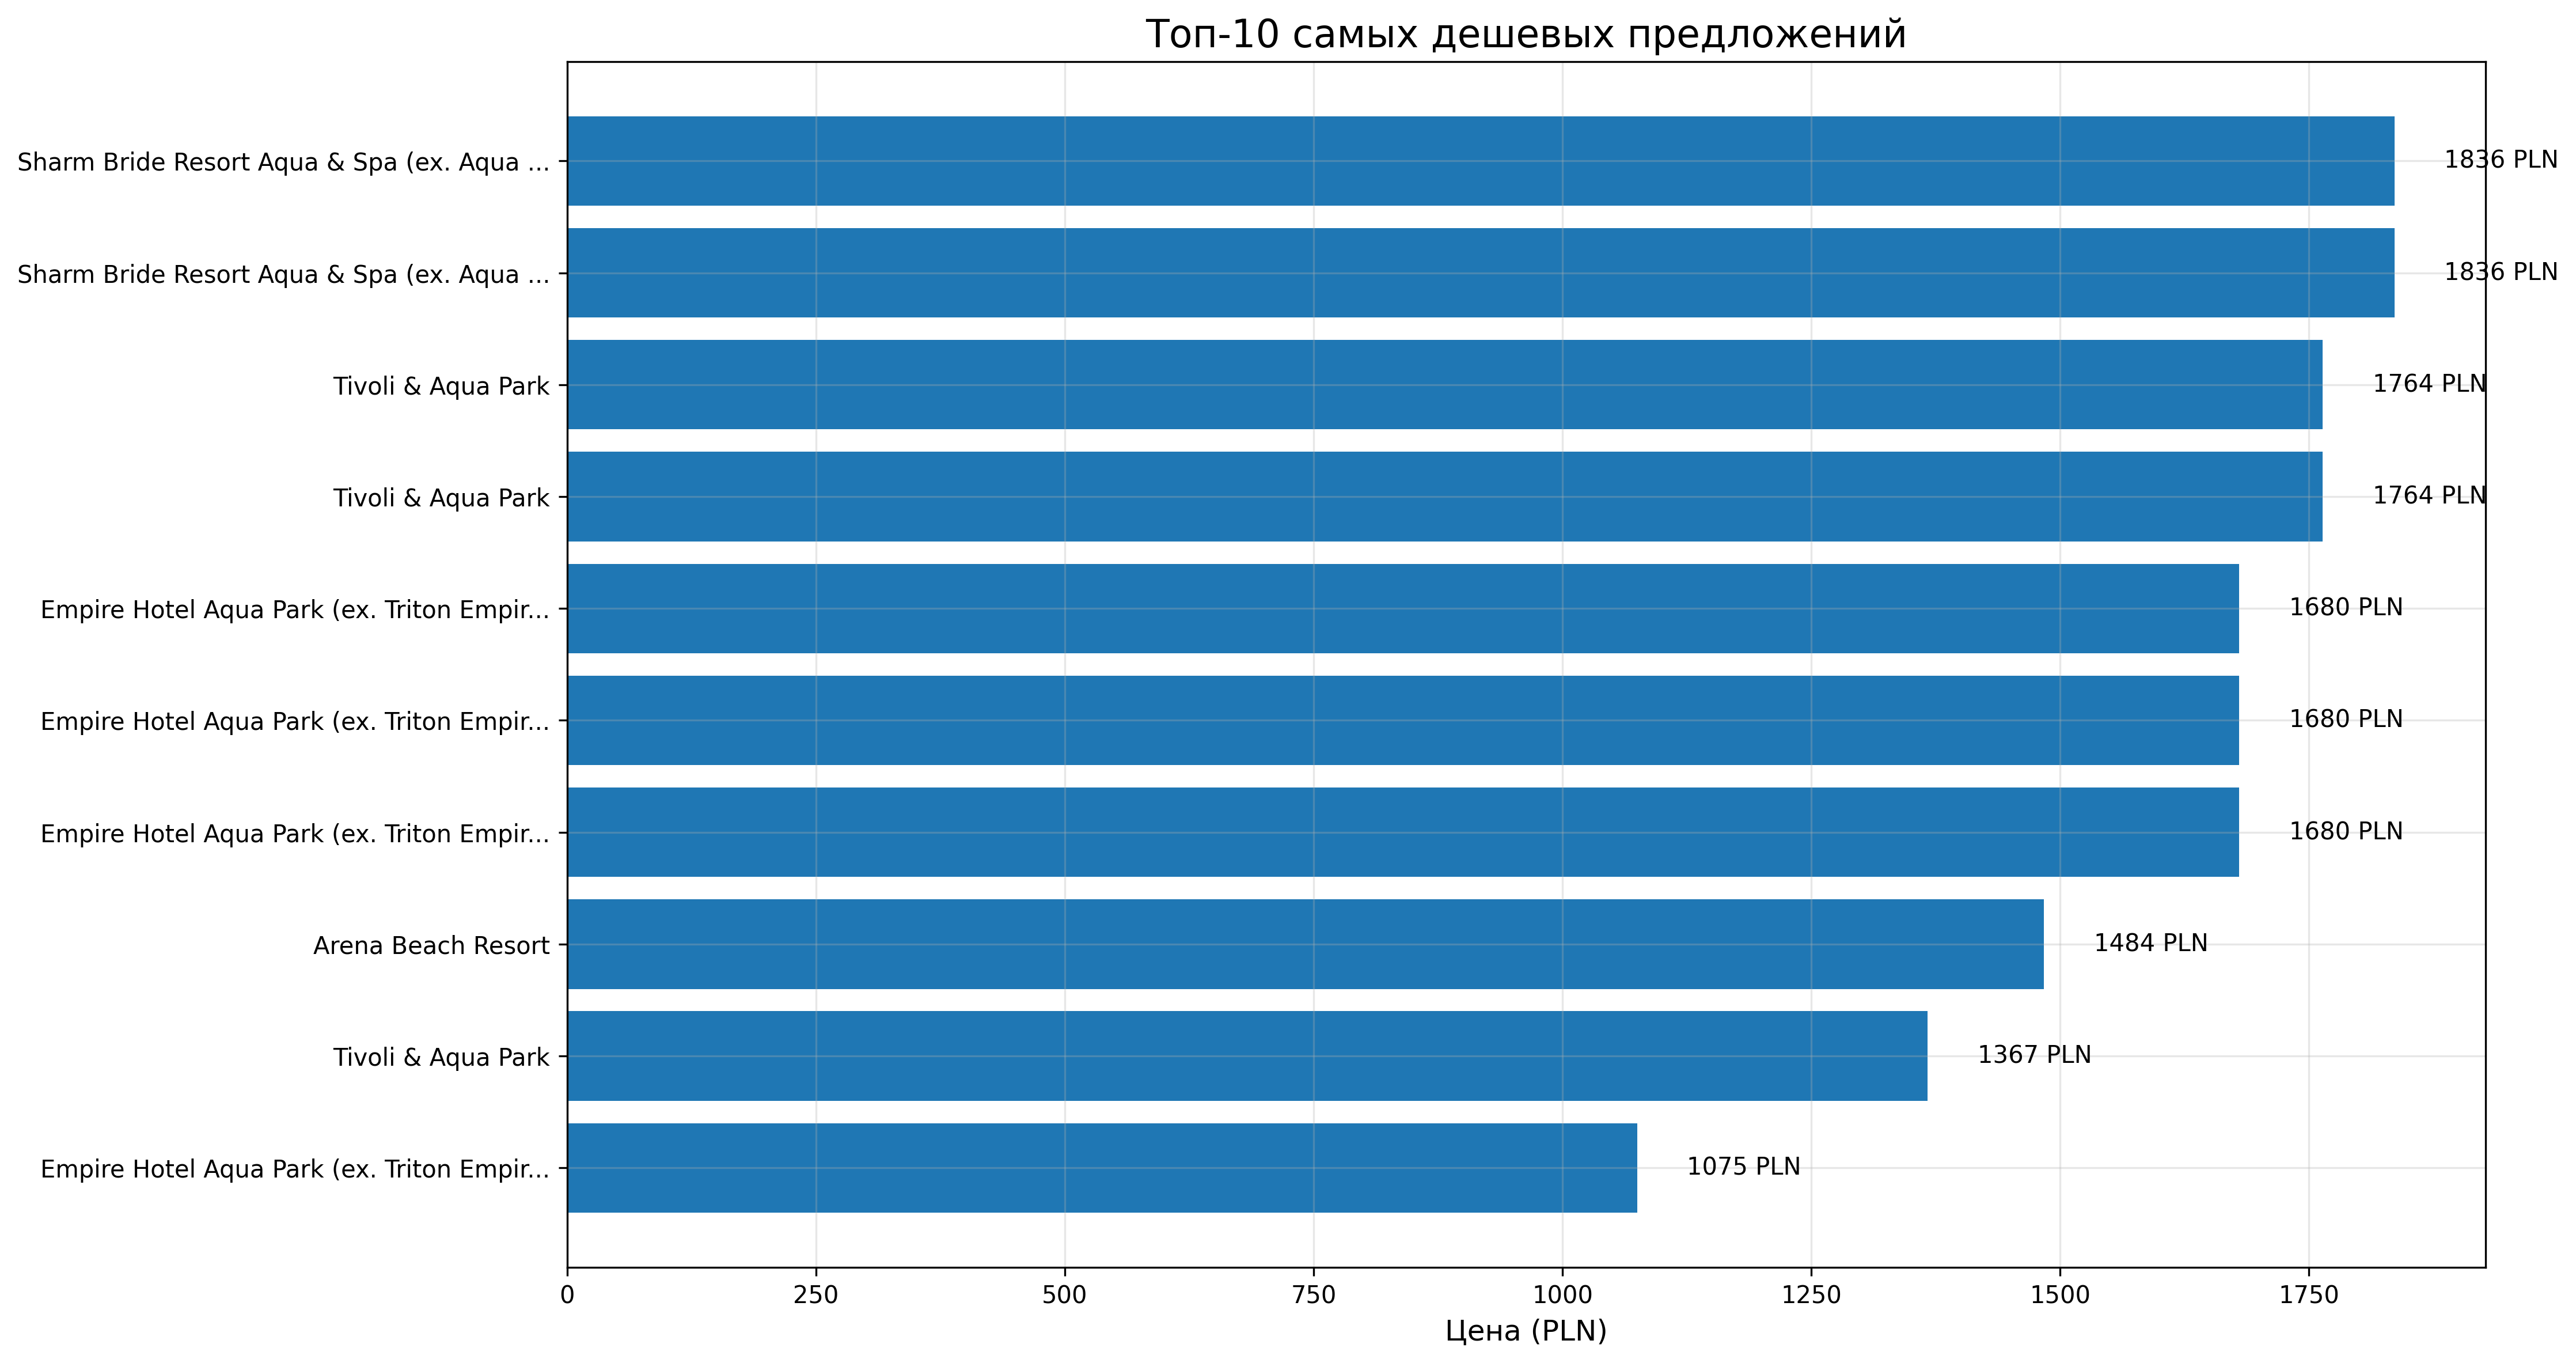 Топ-10 самых дешевых предложений
Sharm Bride Resort Aqua & Spa (ex. Aqua ...
1836 PLN
Sharm Bride Resort Aqua & Spa (ex. Aqua ...
1836 PLN
Tivoli & Aqua Park
1764 PLN
Tivoli & Aqua Park
1764 PLN
Empire Hotel Aqua Park (ex. Triton Empir...
1680 PLN
Empire Hotel Aqua Park (ex. Triton Empir...
1680 PLN
Empire Hotel Aqua Park (ex. Triton Empir...
1680 PLN
Arena Beach Resort
1484 PLN
Tivoli & Aqua Park
1367 PLN
Empire Hotel Aqua Park (ex. Triton Empir...
1075 PLN
0 250 500 750 1000 1250 1500 1750
Цена (PLN)